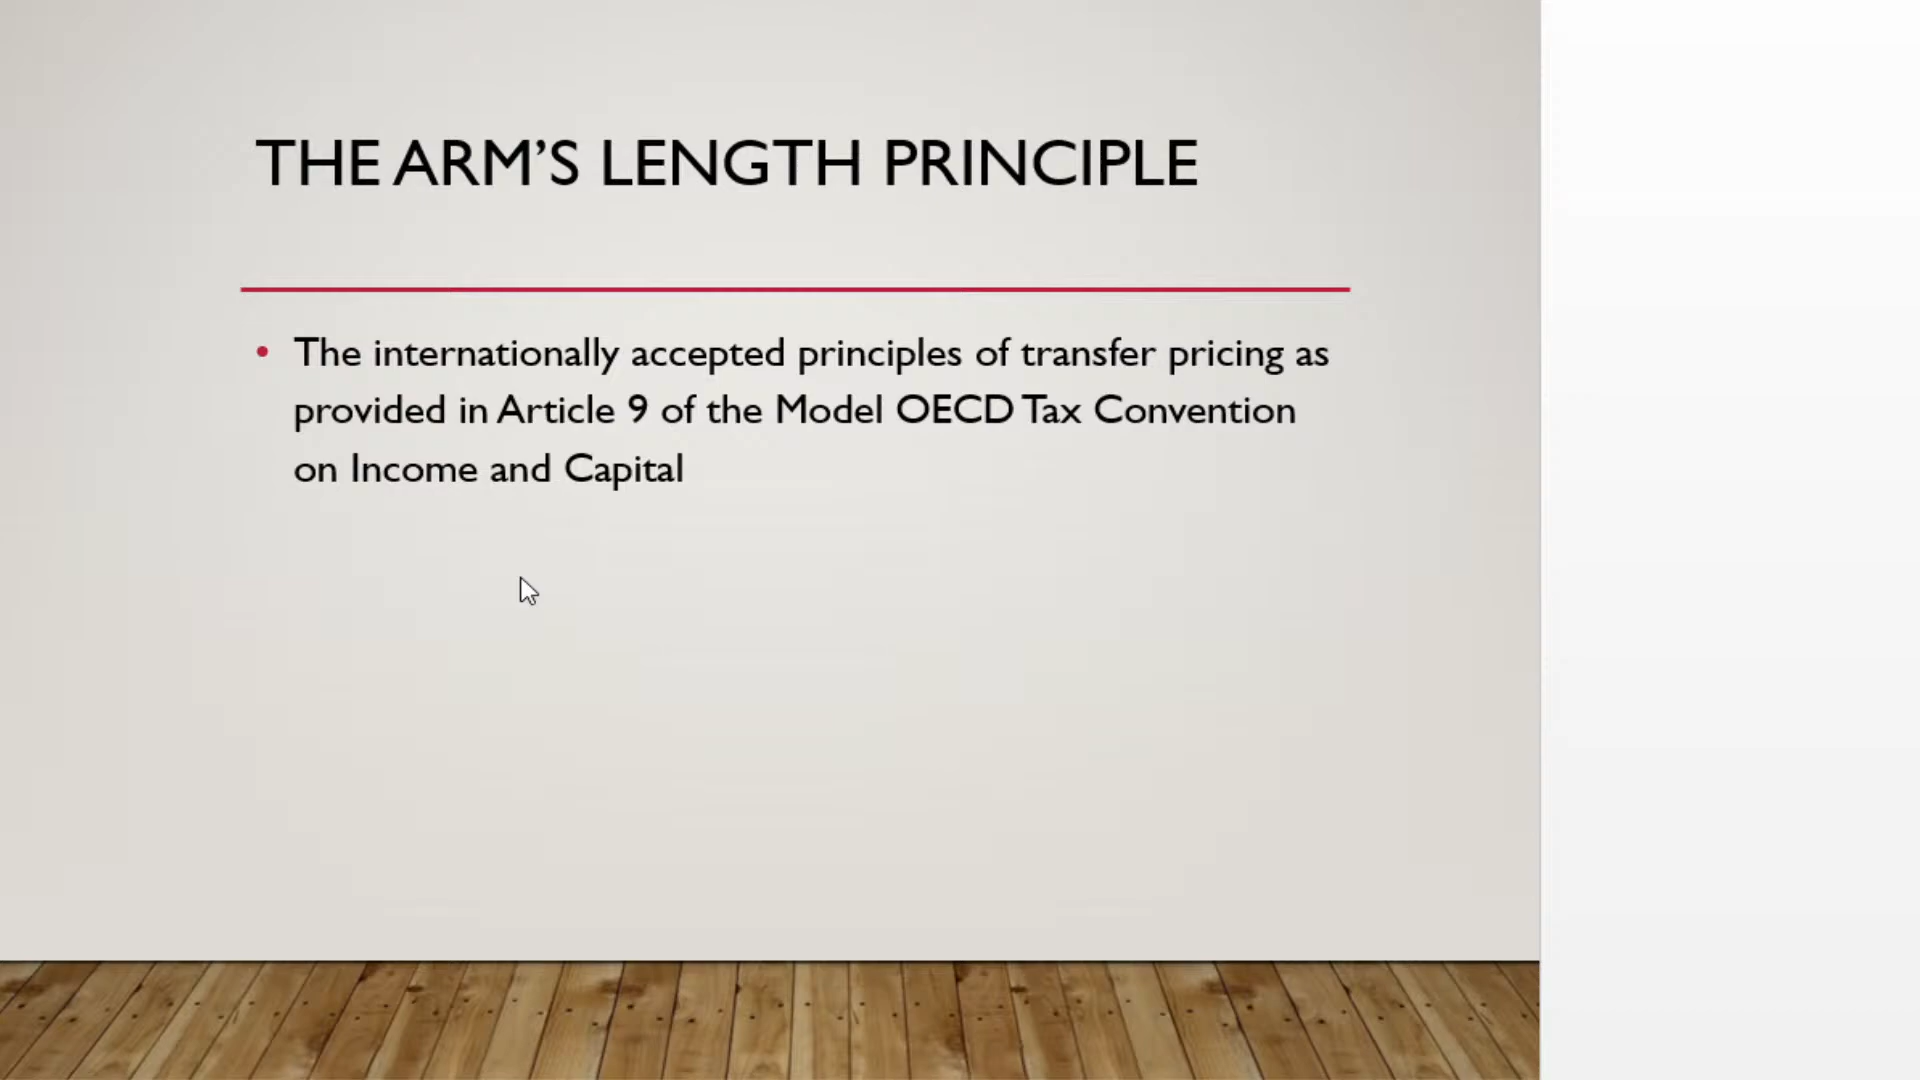 THE ARM’S LENGTH PRINCIPLE
• The internationally accepted principles of transfer pricing as
provided in Article 9 of the Model OECD Tax Convention
on Income and Capital